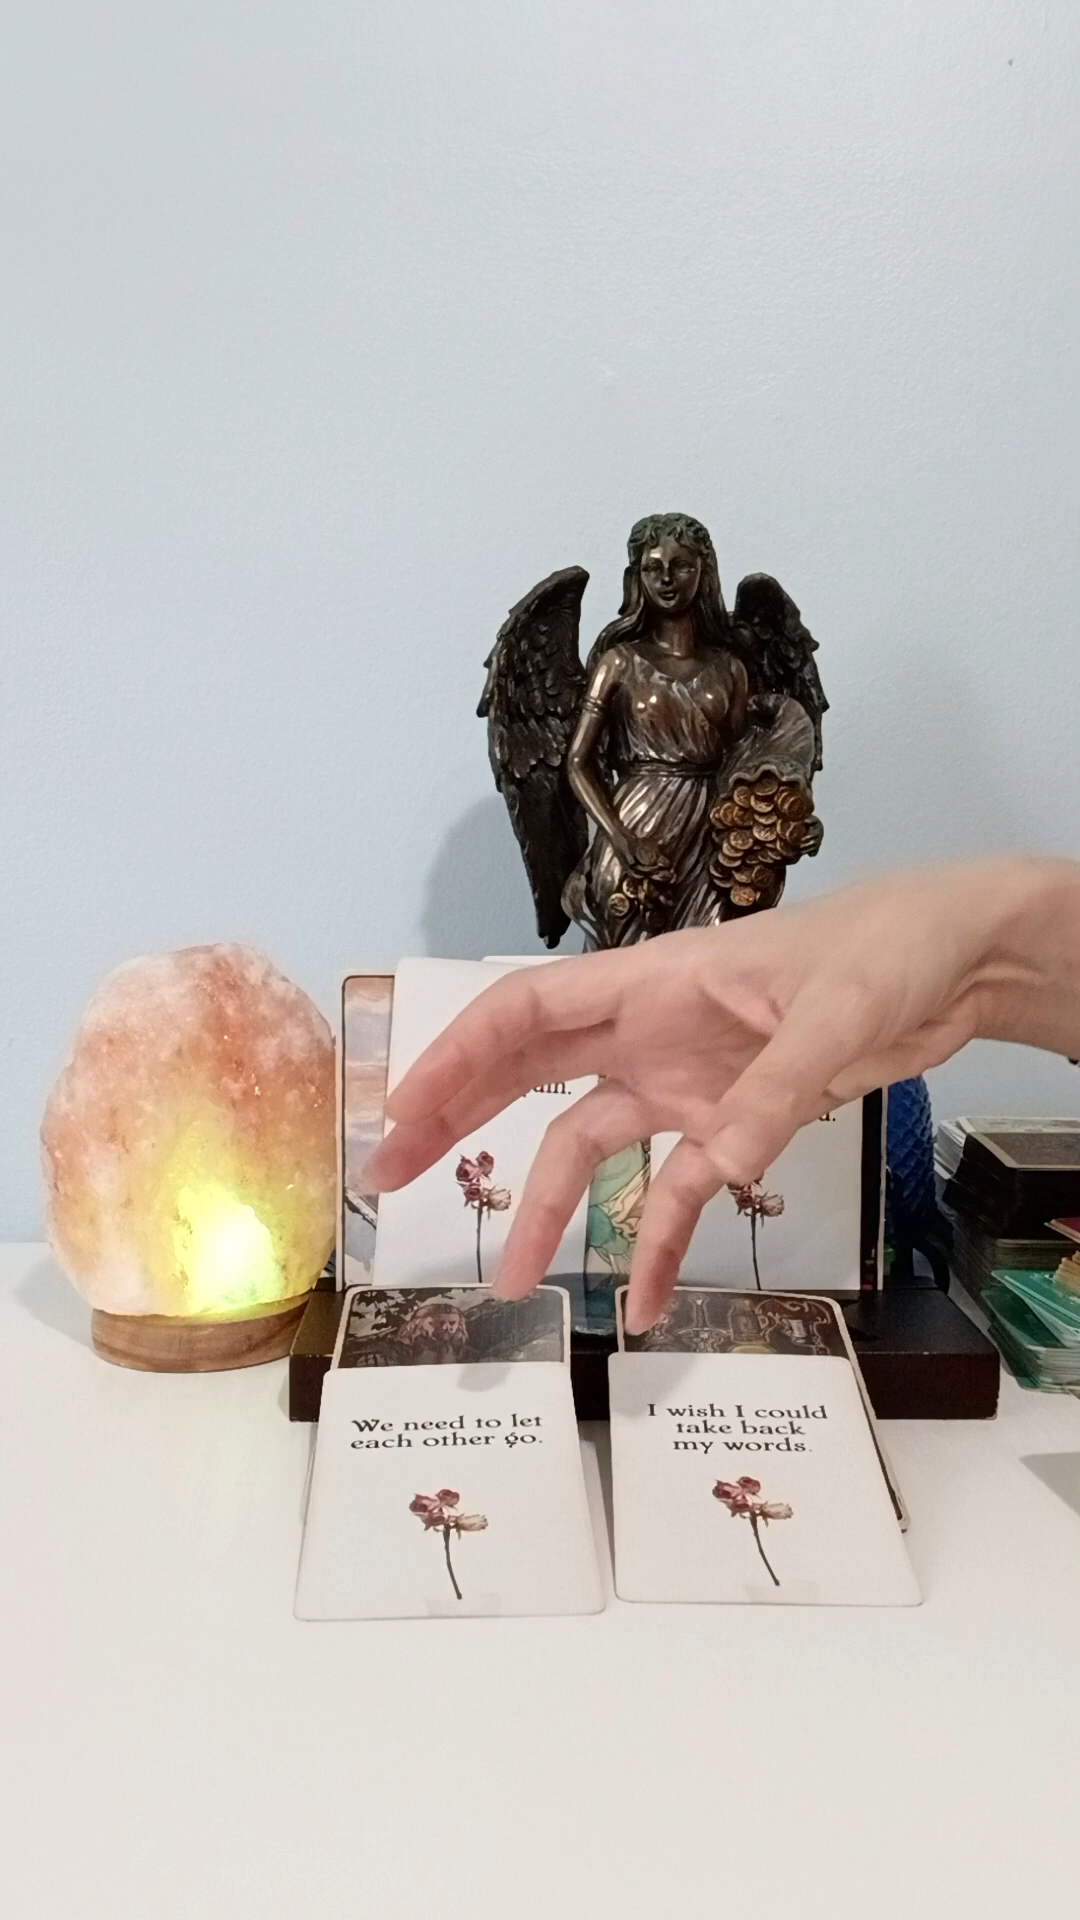 We need to let
each other go.
I wish I could
take back
my words.